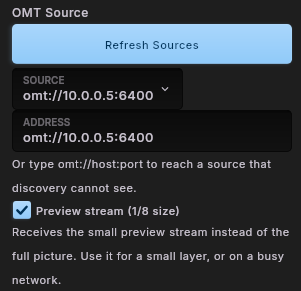 OMT Source
Refresh Sources
SOURCE
omt://10.0.0.5:6400
ADDRESS
omt://10.0.0.5:6400
Or type omt://host:port to reach a source that
discovery cannot see.
Preview stream (1/8 size)
Receives the small preview stream instead of the
full picture. Use it for a small layer, or on a busy
network.